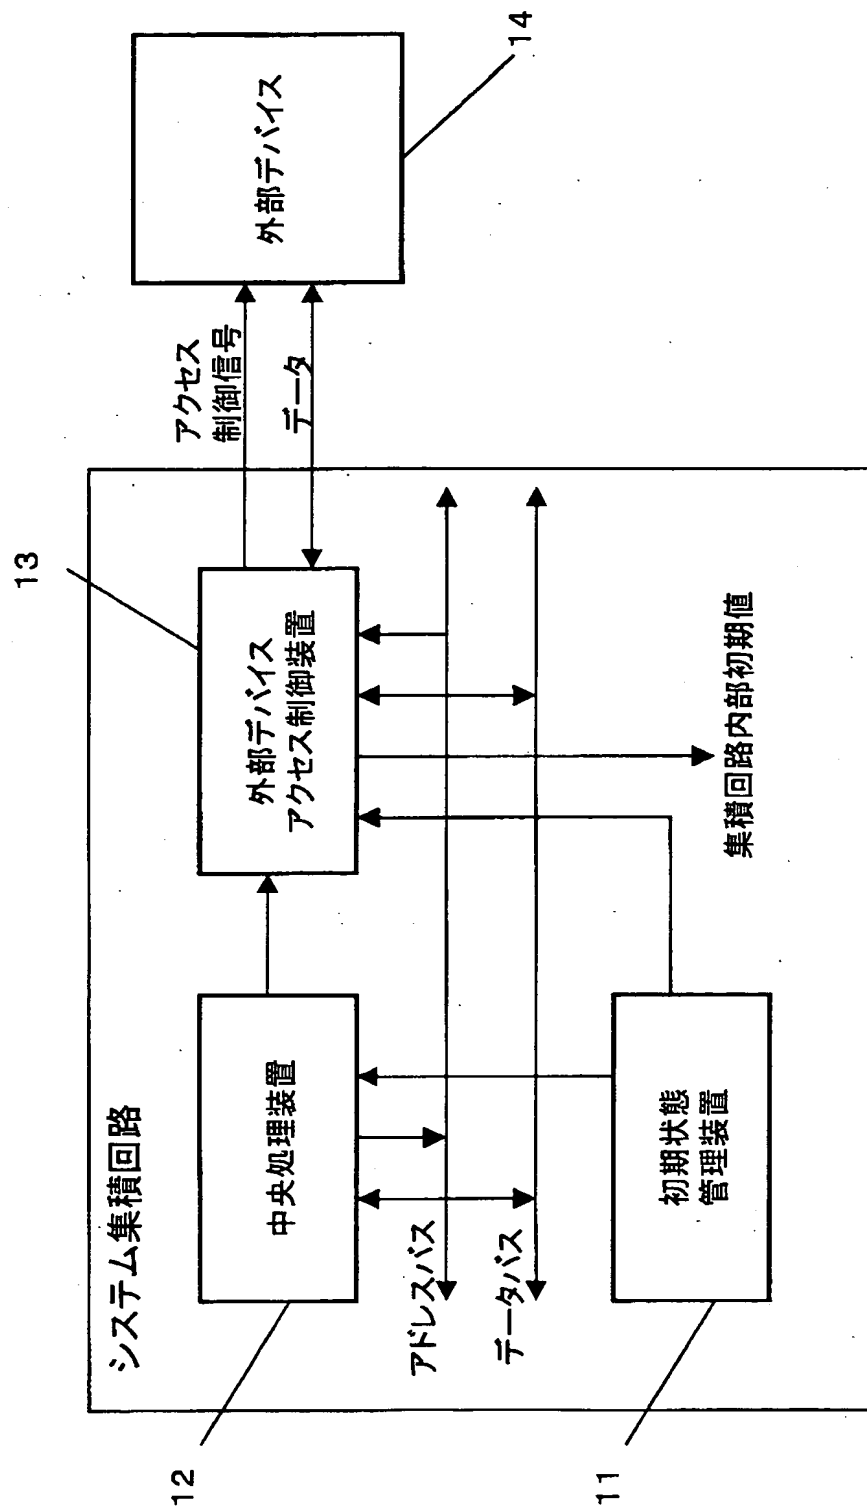 システム集積回路
12
中央処理装置
13
外部デバイス
アクセス制御装置
アクセス
制御信号
データ
外部デバイス
14
アドレスバス
データバス
11
初期状態
管理装置
集積回路内部初期値